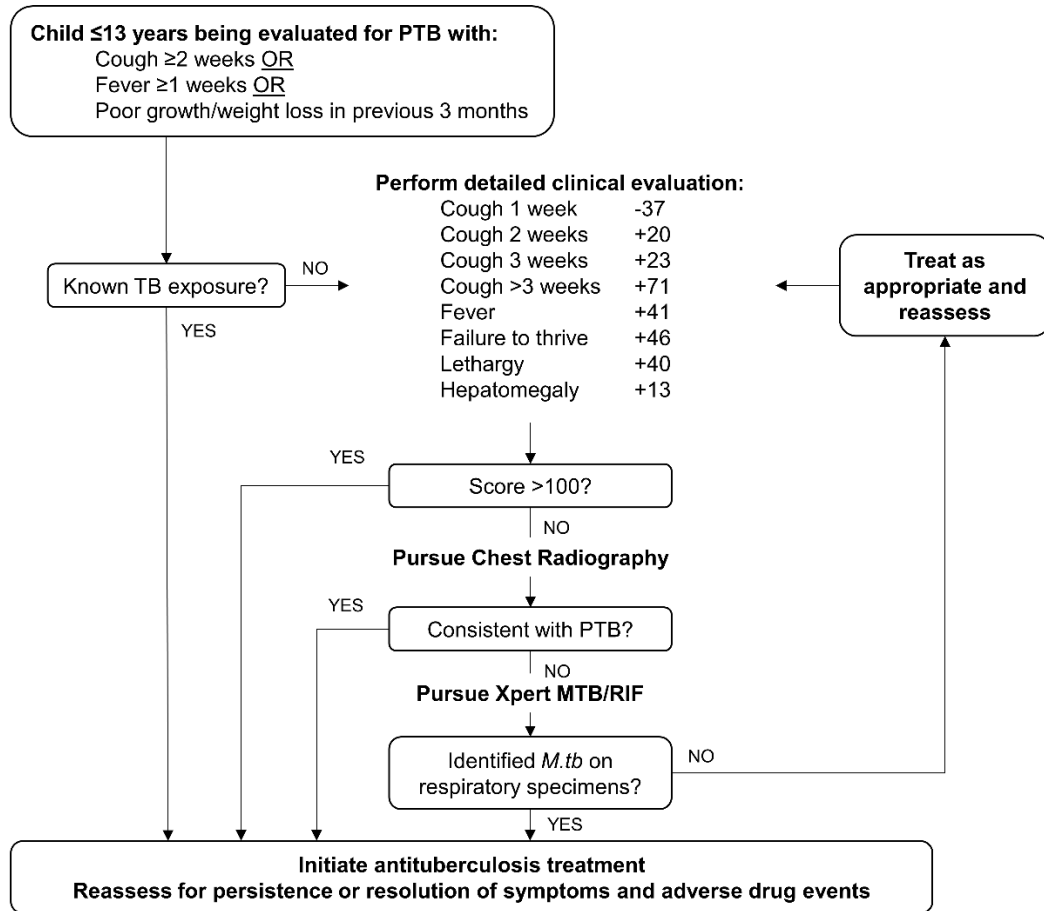 Child ≤13 years being evaluated for PTB with:
Cough ≥2 weeks OR
Fever ≥1 weeks OR
Poor growth/weight loss in previous 3 months
Perform detailed clinical evaluation:
Cough 1 week -37
Cough 2 weeks +20
Cough 3 weeks +23
Cough >3 weeks +71
Fever +41
Failure to thrive +46
Lethargy +40
Hepatomegaly +13
Known TB exposure?
NO
YES
Treat as
appropriate and
reassess
YES
Score >100?
NO
Pursue Chest Radiography
YES
Consistent with PTB?
NO
Pursue Xpert MTB/RIF
Identified M.tb on
respiratory specimens?
NO
YES
Initiate antituberculosis treatment
Reassess for persistence or resolution of symptoms and adverse drug events